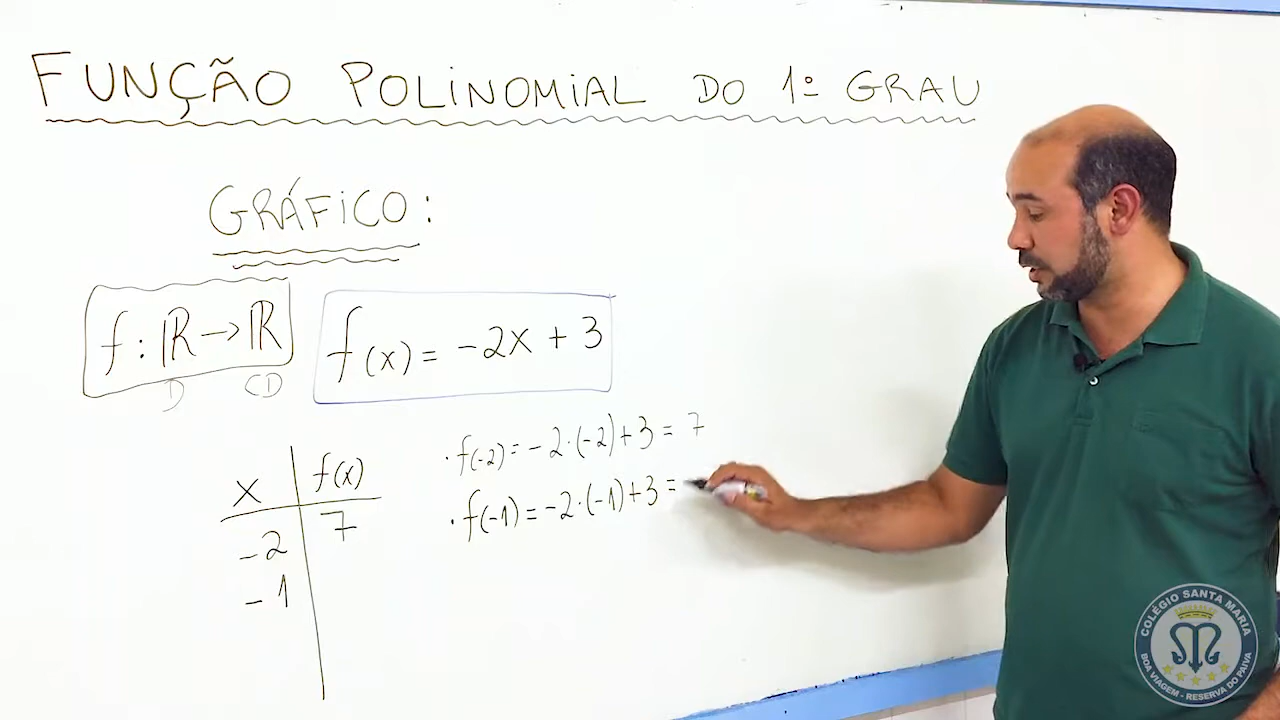 FUNÇÃO POLINOMIAL DO 1º GRAU
GRÁFICO:
f: ℝ → ℝ
D CD
f(x) = -2x + 3
x f(x)
-2 7
-1
· f(-2) = -2·(-2)+3 = 7
· f(-1) = -2·(-1)+3 =
COLÉGIO SANTA MARIA
BOA VIAGEM - RESERVA DO PAIVA